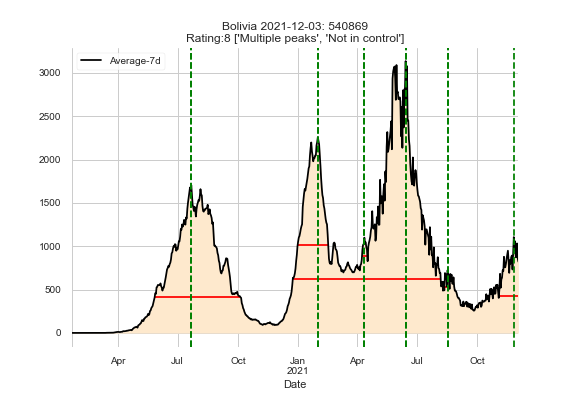 Bolivia 2021-12-03: 540869
Rating:8 ['Multiple peaks', 'Not in control']
Average-7d
3000
2500
2000
1500
1000
500
0
Apr Jul Oct Jan Apr Jul Oct
2021
Date